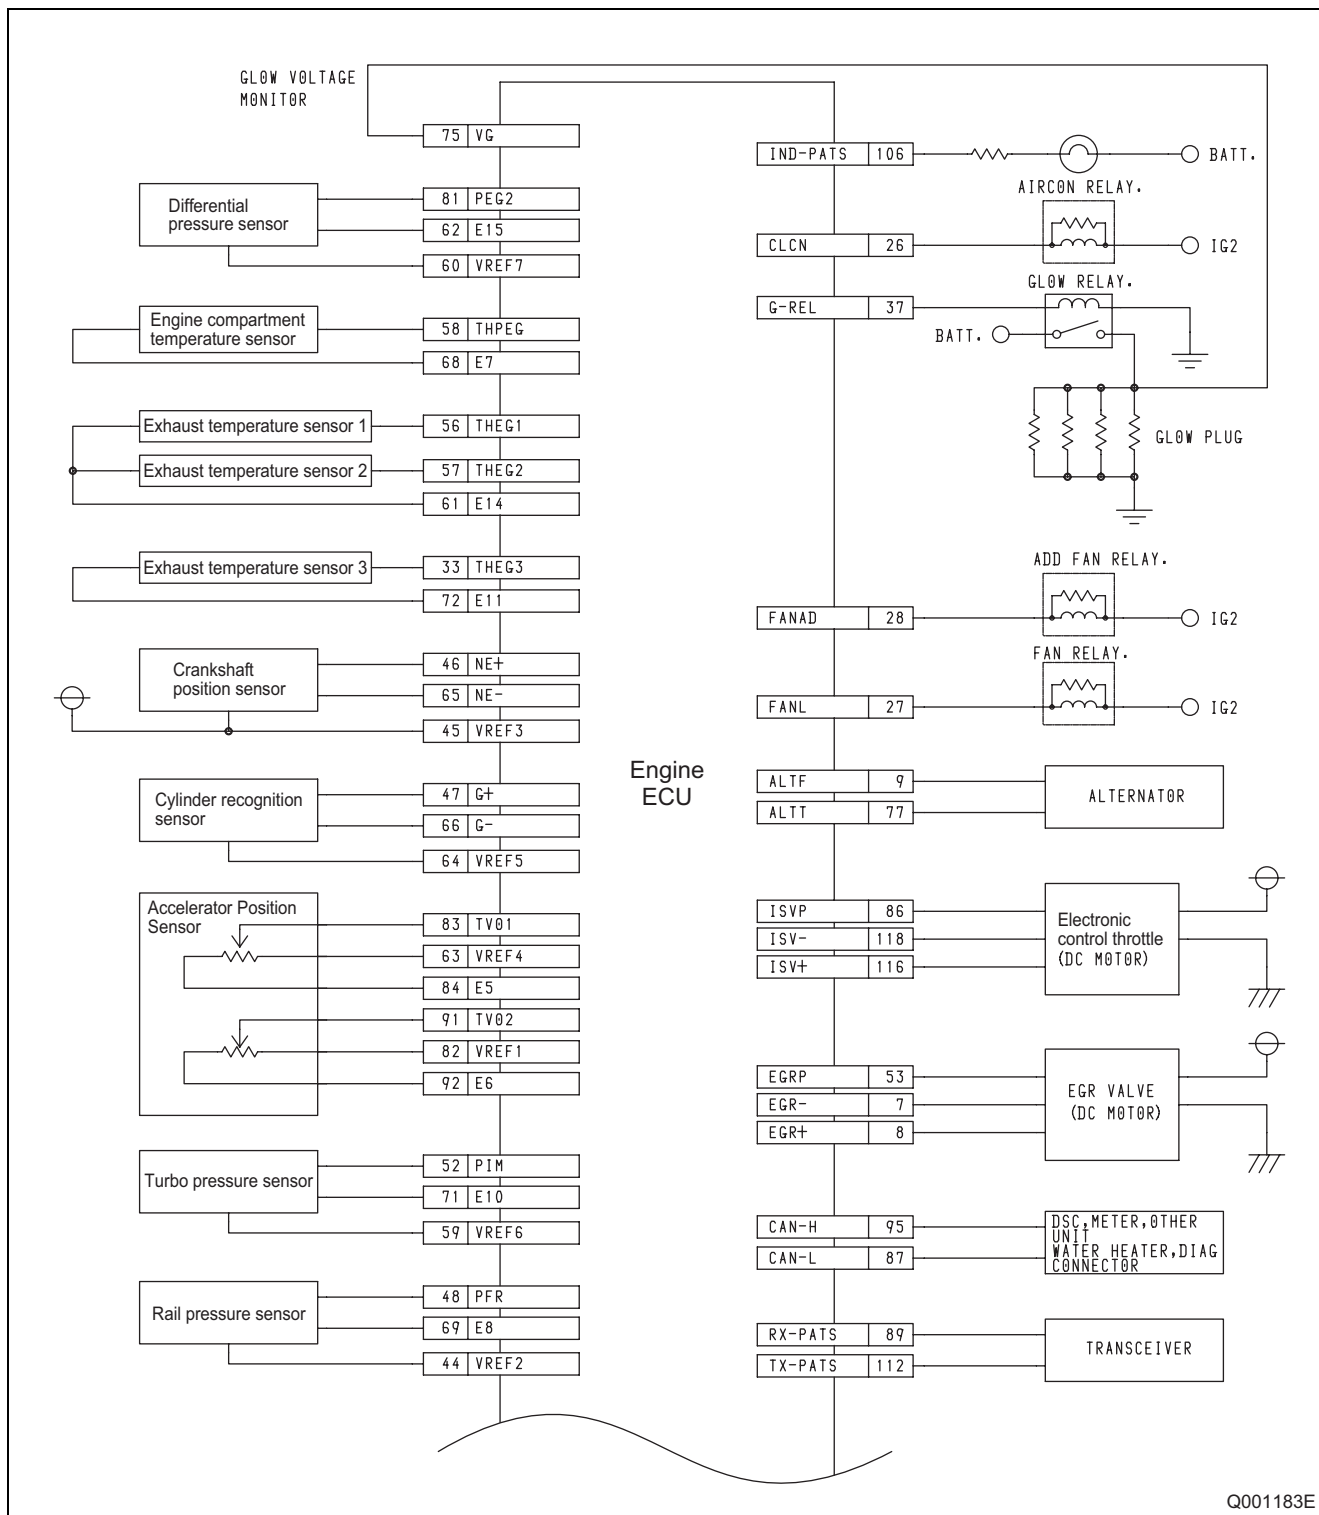 GLOW VOLTAGE
MONITOR
75 VG
Differential
pressure sensor
81 PEG2
62 E15
60 VREF7
Engine compartment
temperature sensor
58 THPEG
68 E7
Exhaust temperature sensor 1
56 THEG1
Exhaust temperature sensor 2
57 THEG2
61 E14
Exhaust temperature sensor 3
33 THEG3
72 E11
Crankshaft
position sensor
46 NE+
65 NE-
45 VREF3
Cylinder recognition
sensor
47 G+
66 G-
64 VREF5
Accelerator Position
Sensor
83 TV01
63 VREF4
84 E5
91 TV02
82 VREF1
92 E6
Turbo pressure sensor
52 PIM
71 E10
59 VREF6
Rail pressure sensor
48 PFR
69 E8
44 VREF2
Engine
ECU
IND-PATS 106
BATT.
AIRCON RELAY.
CLCN 26
IG2
GLOW RELAY.
G-REL 37
BATT.
GLOW PLUG
ADD FAN RELAY.
FANAD 28
IG2
FAN RELAY.
FANL 27
IG2
ALTF 9
ALTT 77
ALTERNATOR
ISVP 86
ISV- 118
ISV+ 116
Electronic
control throttle
(DC MOTOR)
EGRP 53
EGR- 7
EGR+ 8
EGR VALVE
(DC MOTOR)
CAN-H 95
CAN-L 87
DSC,METER,OTHER
UNIT
WATER HEATER,DIAG
CONNECTOR
RX-PATS 89
TX-PATS 112
TRANSCEIVER
Q001183E